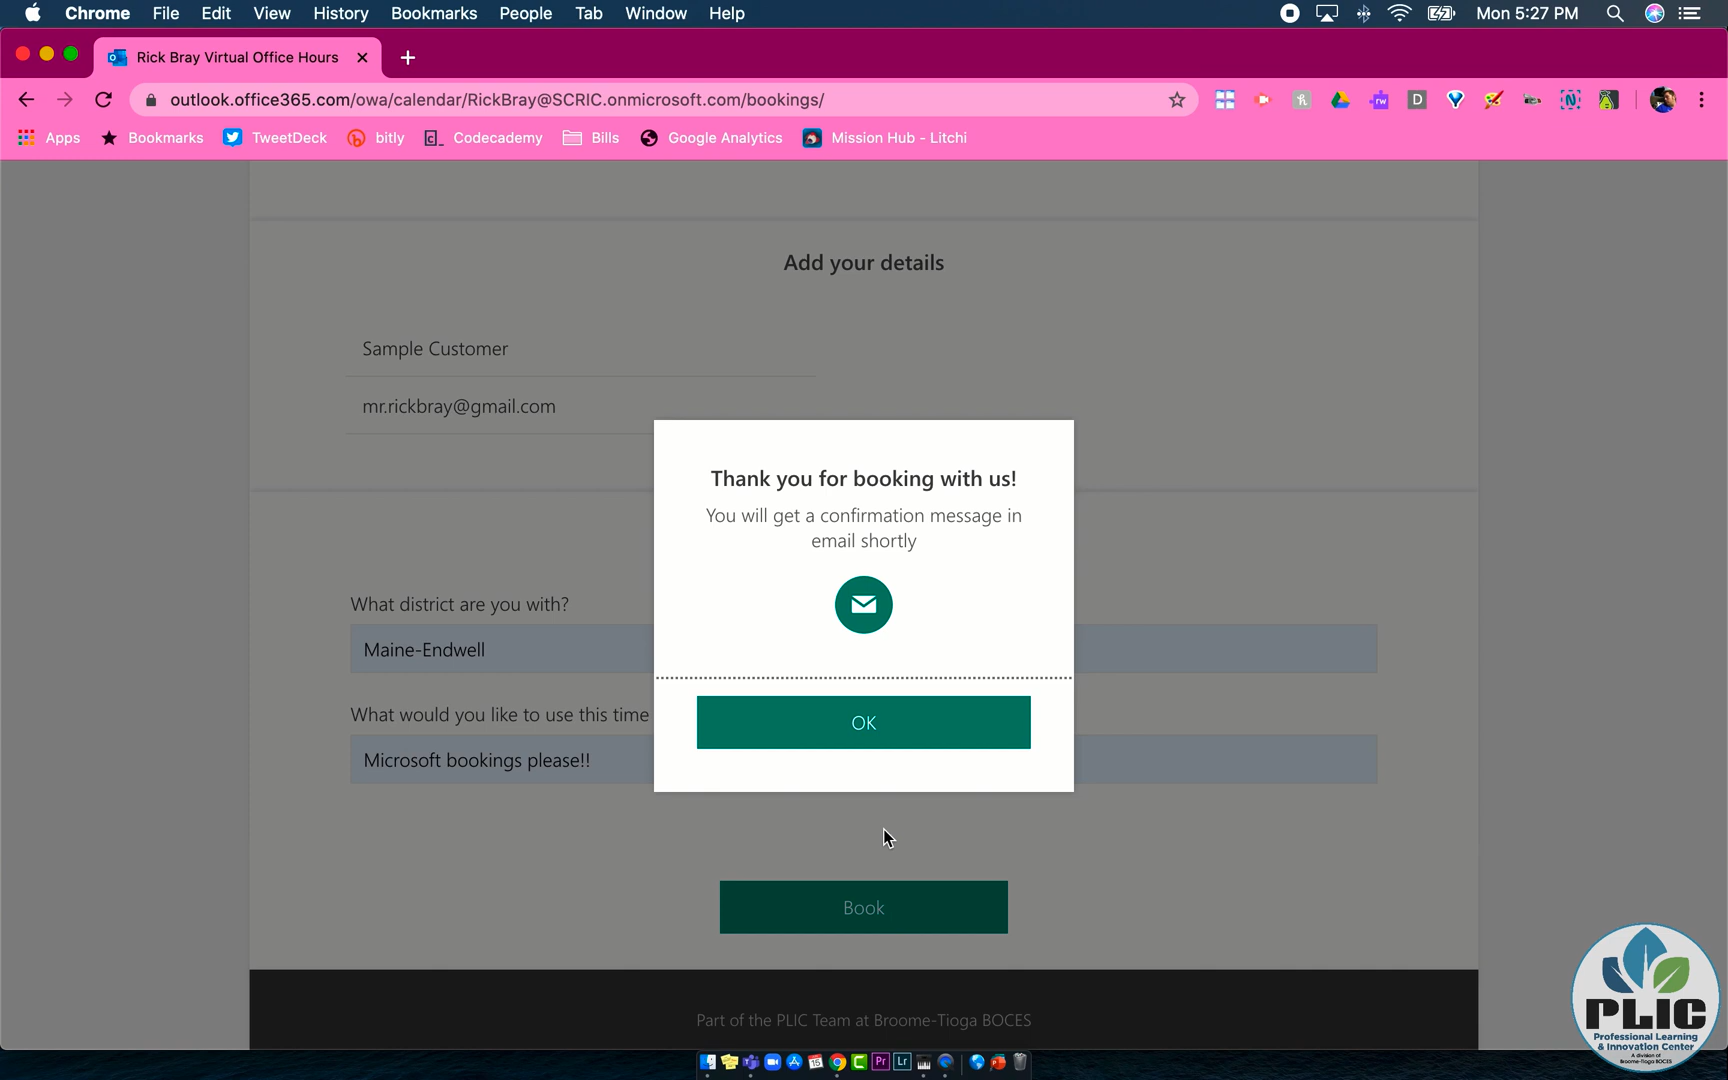 Chrome File Edit View History Bookmarks People Tab Window Help Mon 5:27 PM
Rick Bray Virtual Office Hours
outlook.office365.com/owa/calendar/RickBray@SCRIC.onmicrosoft.com/bookings/
Apps Bookmarks TweetDeck bitly Codecademy Bills Google Analytics Mission Hub - Litchi
Add your details
Sample Customer
mr.rickbray@gmail.com
Thank you for booking with us!
You will get a confirmation message in
email shortly
What district are you with?
Maine-Endwell
What would you like to use this time
Microsoft bookings please!!
OK
Book
Part of the PLIC Team at Broome-Tioga BOCES
PLIC
Professional Learning
& Innovation Center
A division of
Broome-Tioga BOCES